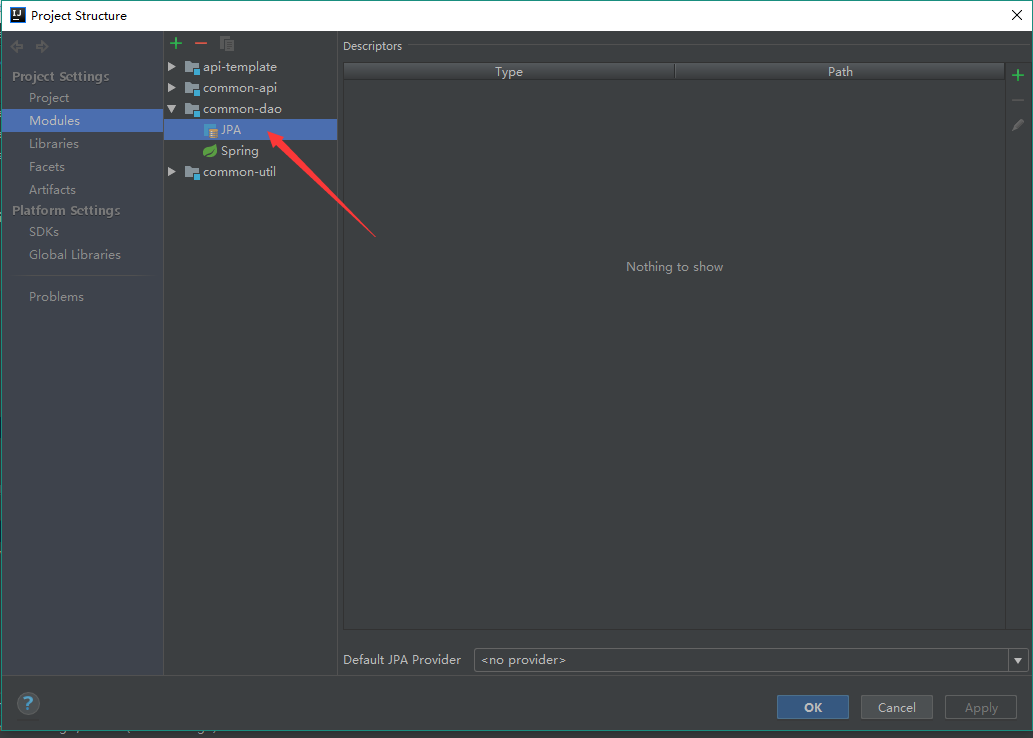 Project Structure
Project Settings
Project
Modules
Libraries
Facets
Artifacts
Platform Settings
SDKs
Global Libraries
Problems
api-template
common-api
common-dao
JPA
Spring
common-util
Descriptors
Type Path
Nothing to show
Default JPA Provider <no provider>
?
OK Cancel Apply